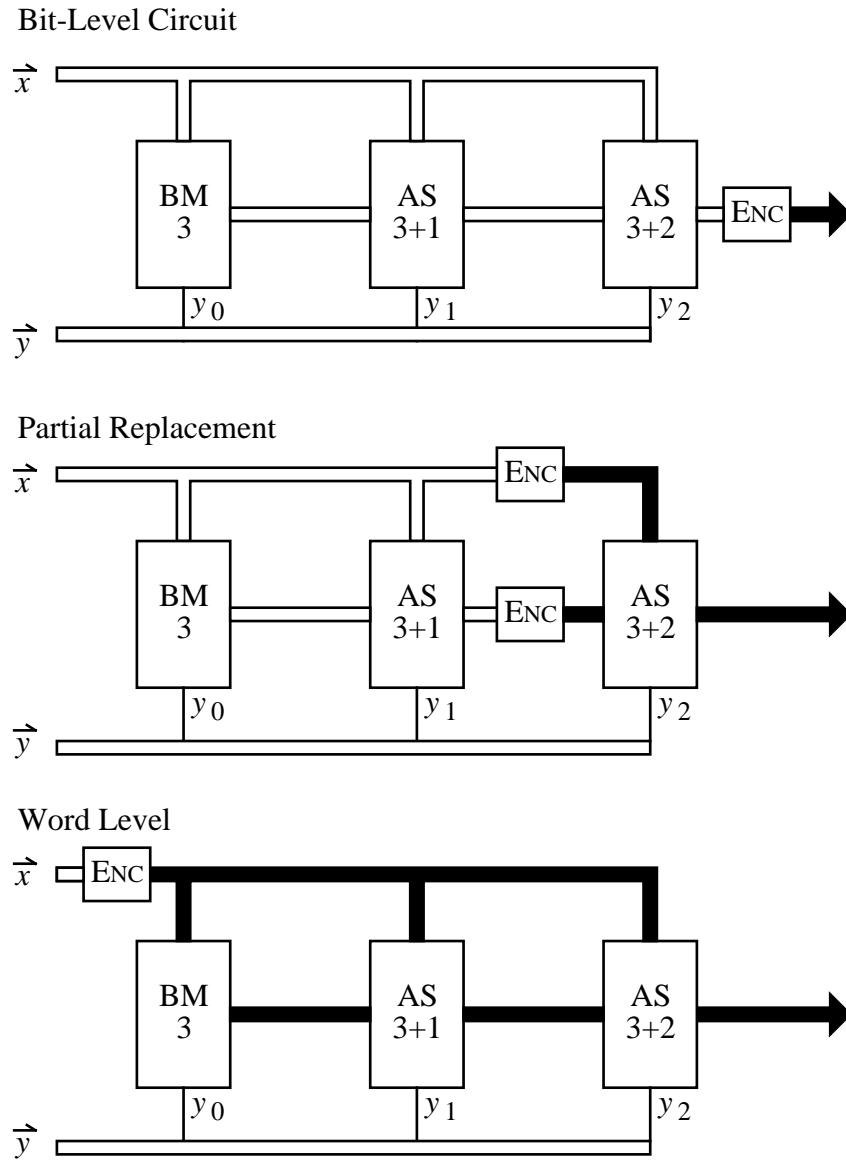 Bit-Level Circuit
x
BM AS AS
3 3+1 3+2 ENC
y0 y1 y2
y
Partial Replacement
x ENC
BM AS AS
3 3+1 ENC 3+2
y0 y1 y2
y
Word Level
x ENC
BM AS AS
3 3+1 3+2
y0 y1 y2
y